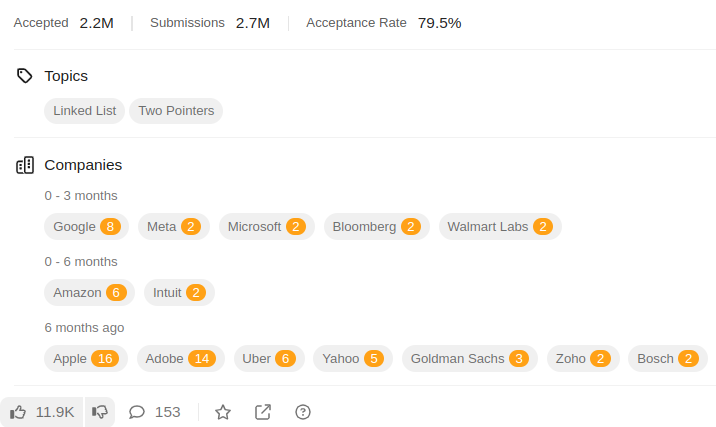 Accepted 2.2M | Submissions 2.7M | Acceptance Rate 79.5%
Topics
Linked List Two Pointers
Companies
0 - 3 months
Google 8 Meta 2 Microsoft 2 Bloomberg 2 Walmart Labs 2
0 - 6 months
Amazon 6 Intuit 2
6 months ago
Apple 16 Adobe 14 Uber 6 Yahoo 5 Goldman Sachs 3 Zoho 2 Bosch 2
11.9K 153